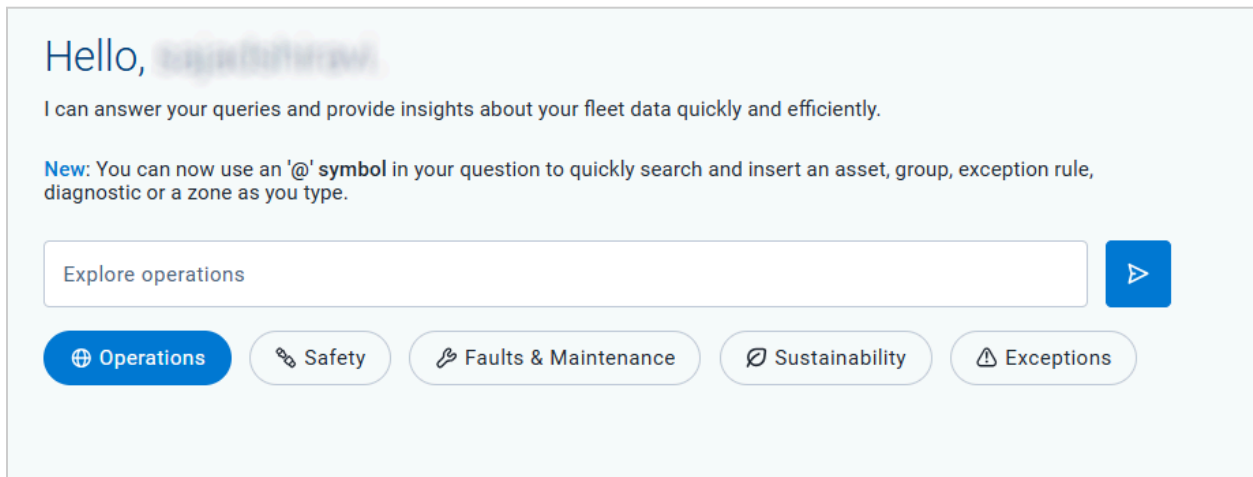 Hello,
I can answer your queries and provide insights about your fleet data quickly and efficiently.
New: You can now use an '@' symbol in your question to quickly search and insert an asset, group, exception rule,
diagnostic or a zone as you type.
Explore operations
Operations Safety Faults & Maintenance Sustainability Exceptions